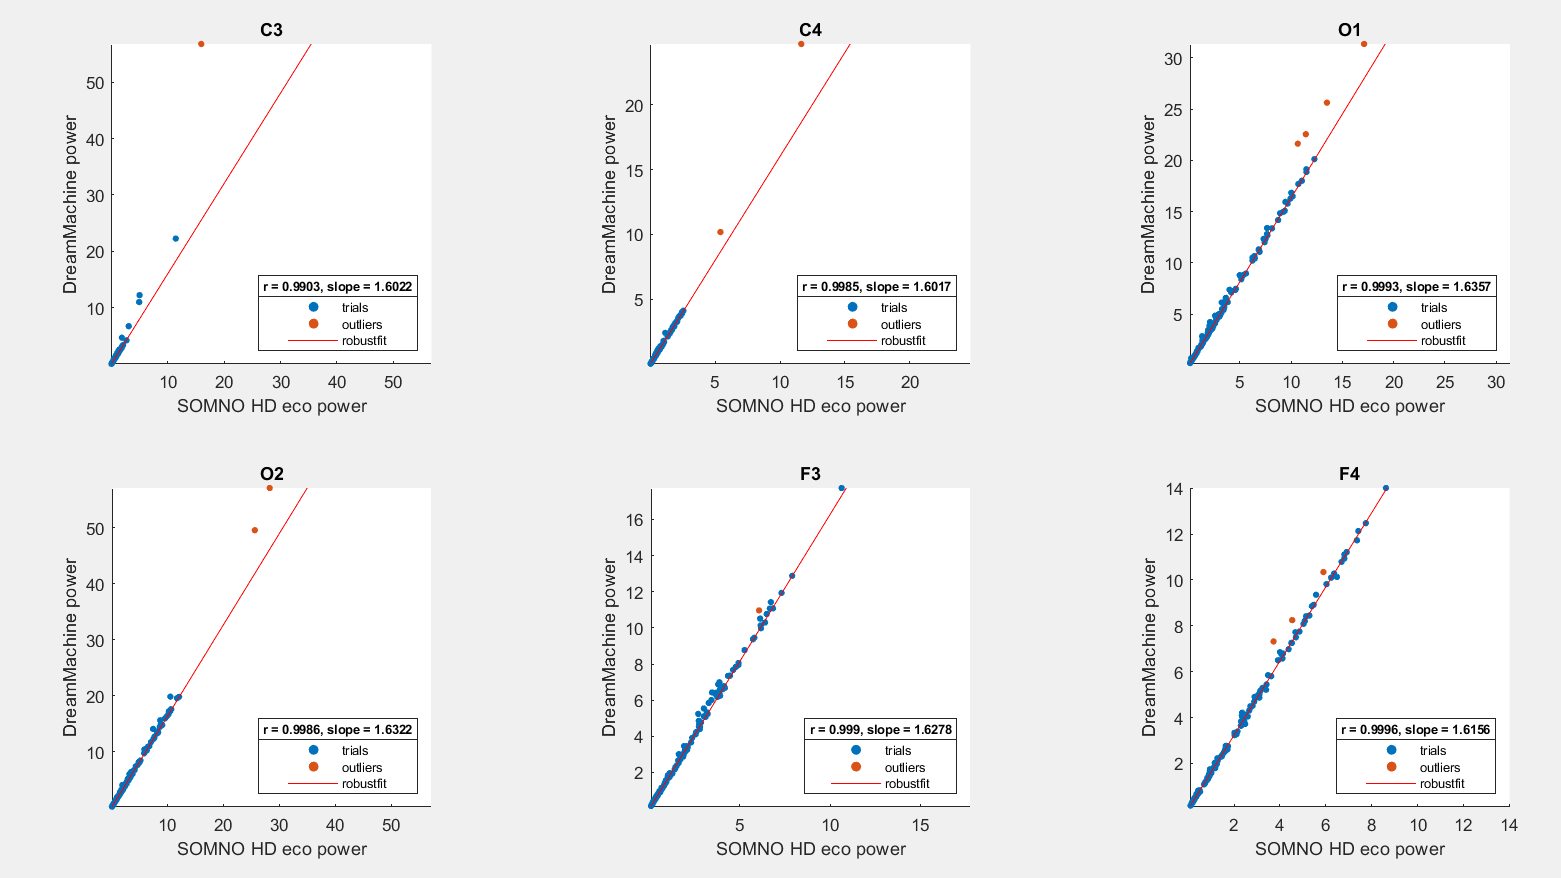 C3
50
40
30
20
10
DreamMachine power
r = 0.9903, slope = 1.6022
trials
outliers
robustfit
10 20 30 40 50
SOMNO HD eco power
C4
20
15
10
5
DreamMachine power
r = 0.9985, slope = 1.6017
trials
outliers
robustfit
5 10 15 20
SOMNO HD eco power
O1
30
25
20
15
10
5
DreamMachine power
r = 0.9993, slope = 1.6357
trials
outliers
robustfit
5 10 15 20 25 30
SOMNO HD eco power
O2
50
40
30
20
10
DreamMachine power
r = 0.9986, slope = 1.6322
trials
outliers
robustfit
10 20 30 40 50
SOMNO HD eco power
F3
16
14
12
10
8
6
4
2
DreamMachine power
r = 0.999, slope = 1.6278
trials
outliers
robustfit
5 10 15
SOMNO HD eco power
F4
14
12
10
8
6
4
2
DreamMachine power
r = 0.9996, slope = 1.6156
trials
outliers
robustfit
2 4 6 8 10 12 14
SOMNO HD eco power